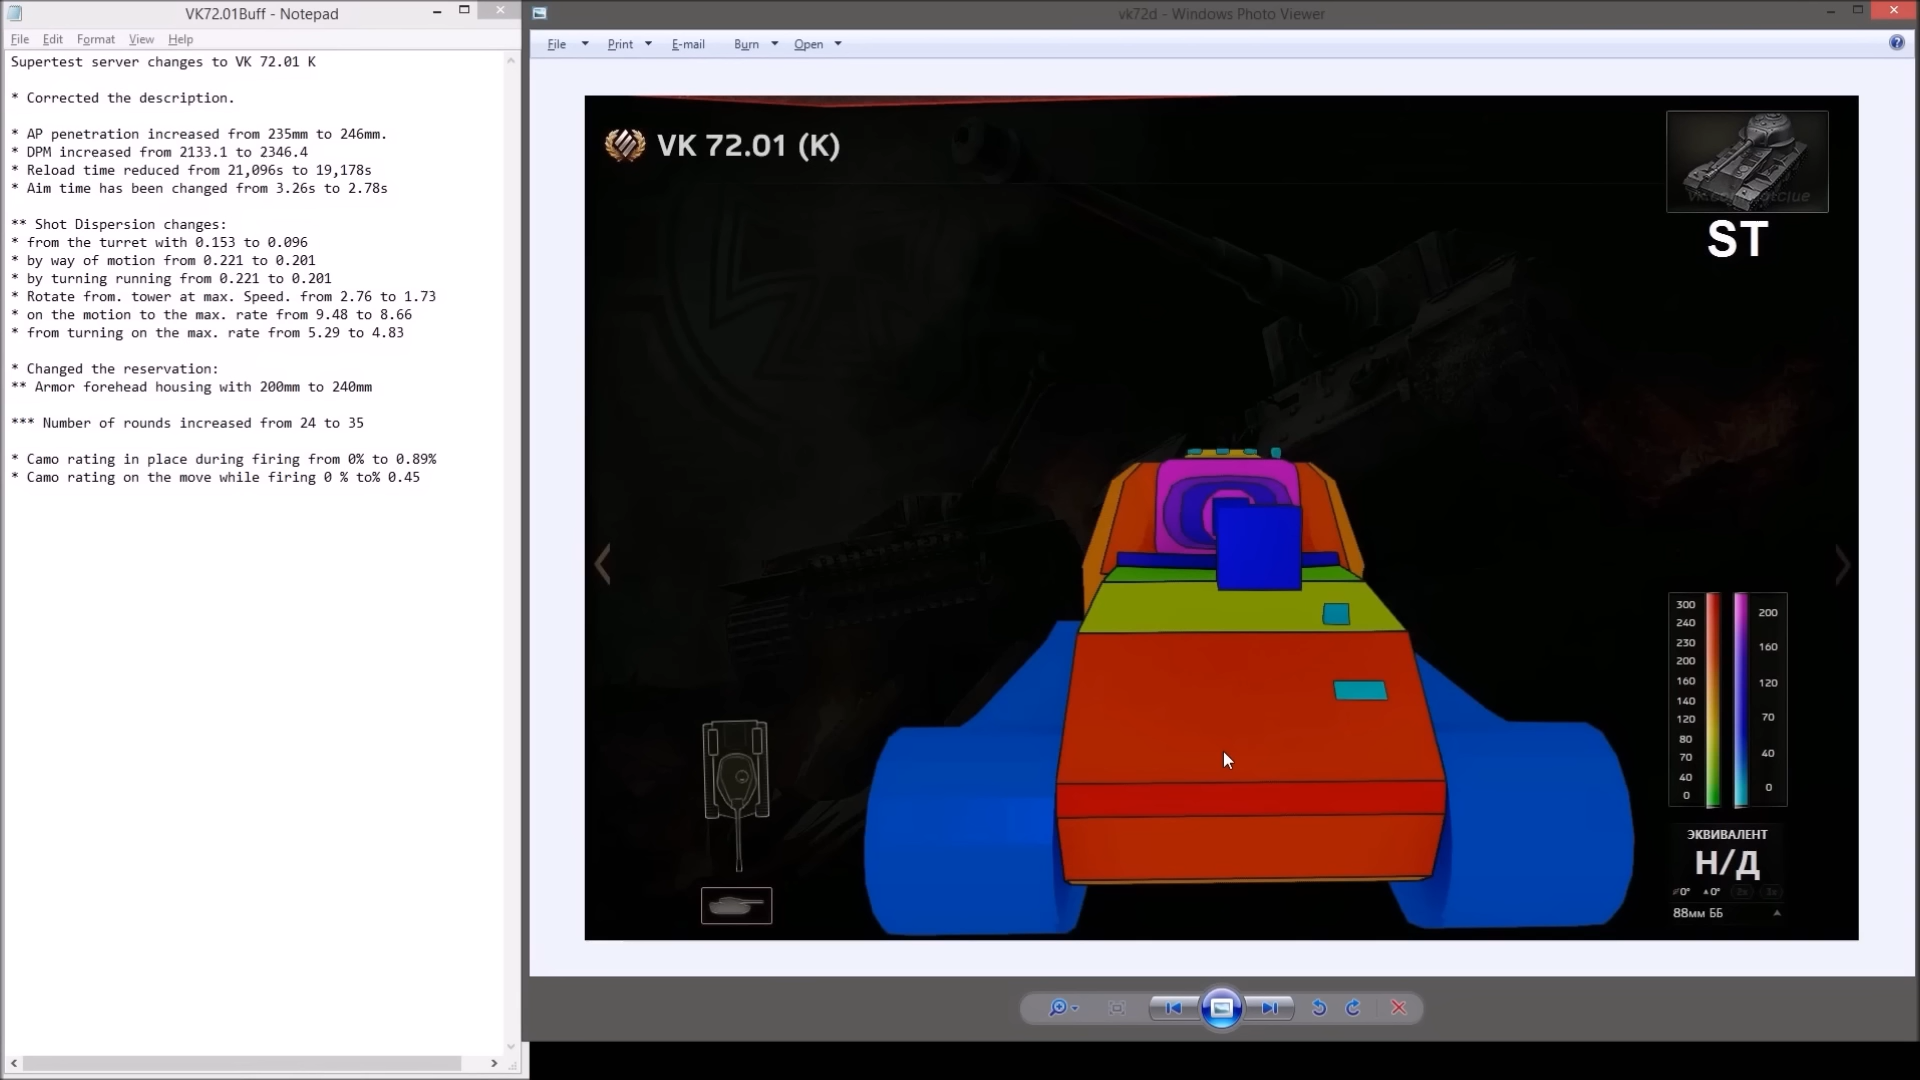 VK72.01Buff - Notepad
File Edit Format View Help
Supertest server changes to VK 72.01 K
* Corrected the description.
* AP penetration increased from 235mm to 246mm.
* DPM increased from 2133.1 to 2346.4
* Reload time reduced from 21,096s to 19,178s
* Aim time has been changed from 3.26s to 2.78s
** Shot Dispersion changes:
* from the turret with 0.153 to 0.096
* by way of motion from 0.221 to 0.201
* by turning running from 0.221 to 0.201
* Rotate from. tower at max. Speed. from 2.76 to 1.73
* on the motion to the max. rate from 9.48 to 8.66
* from turning on the max. rate from 5.29 to 4.83
* Changed the reservation:
** Armor forehead housing with 200mm to 240mm
*** Number of rounds increased from 24 to 35
* Camo rating in place during firing from 0% to 0.89%
* Camo rating on the move while firing 0 % to% 0.45
vk72d - Windows Photo Viewer
File Print E-mail Burn Open
VK 72.01 (K)
ST
300
240
230
200
160
140
120
80
70
40
0
200
160
120
70
40
0
ЭКВИВАЛЕНТ
Н/Д
0° 0°
88мм ББ